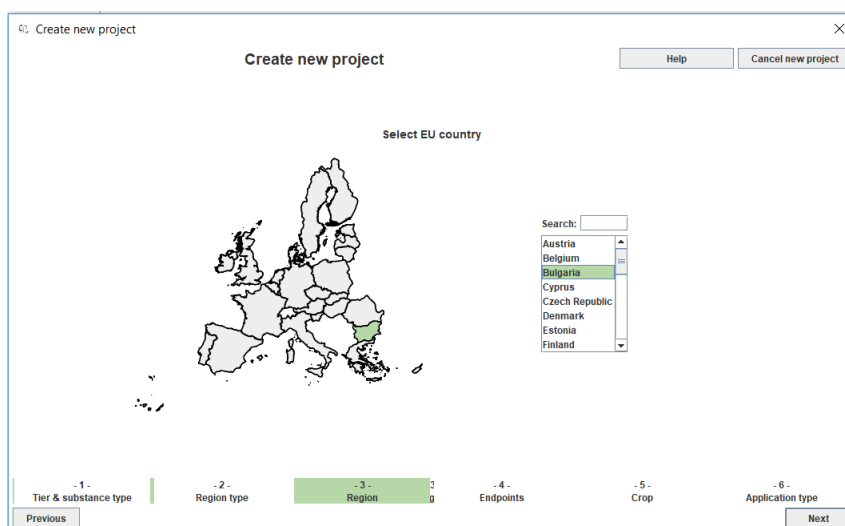 Create new project
Create new project
Help
Cancel new project
Select EU country
Search:
Austria
Belgium
Bulgaria
Cyprus
Czech Republic
Denmark
Estonia
Finland
- 1 -
Tier & substance type
- 2 -
Region type
- 3 -
Region
- 4 -
Endpoints
- 5 -
Crop
- 6 -
Application type
Previous
Next